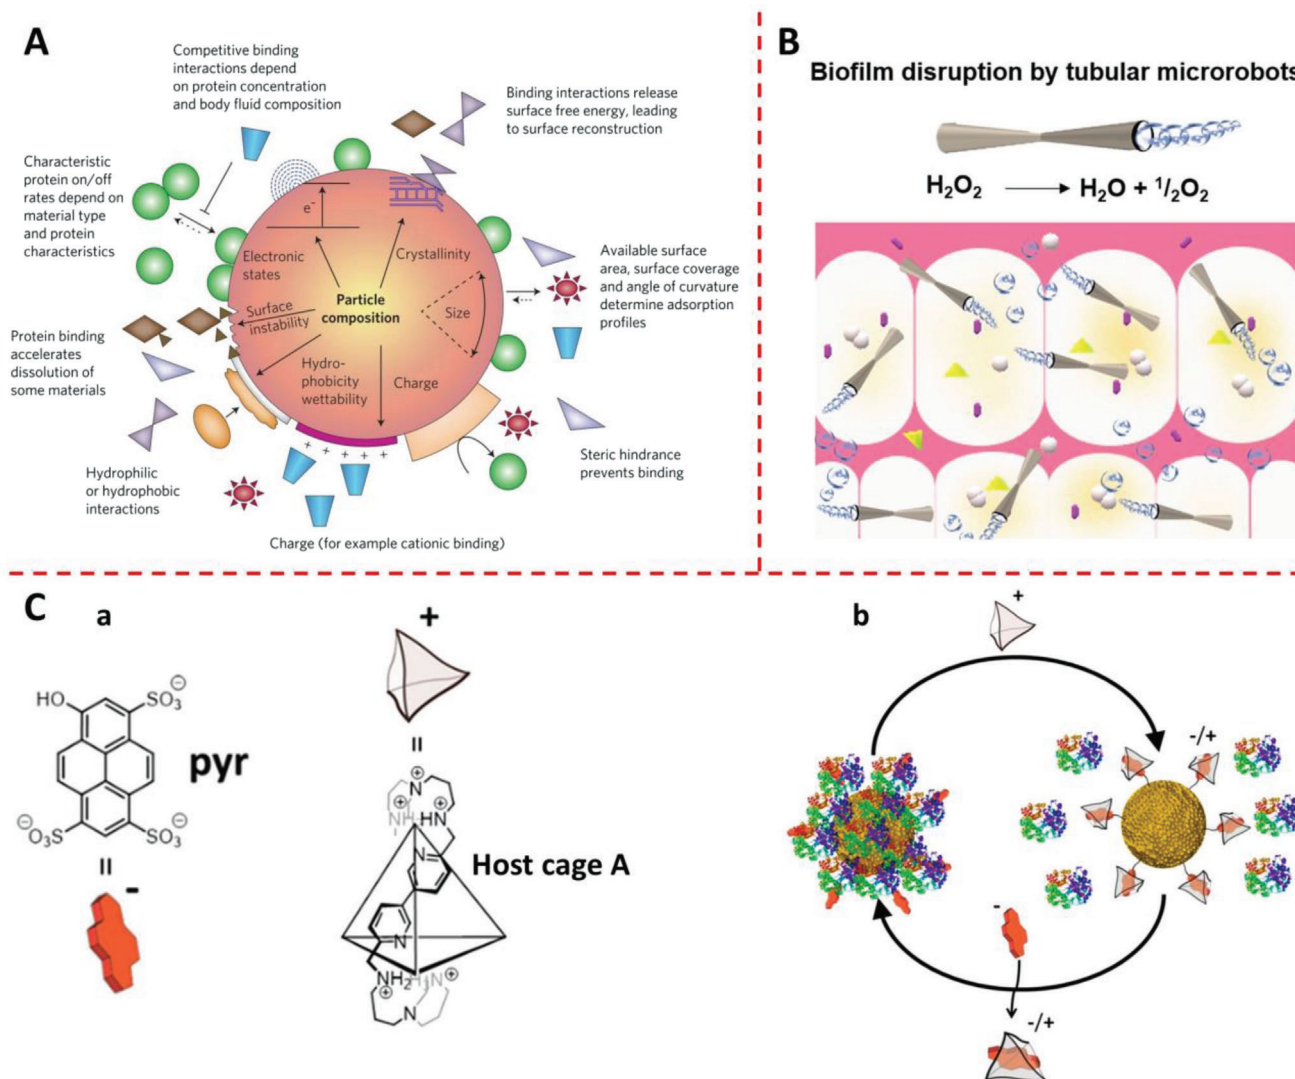 A
Competitive binding
interactions depend
on protein concentration
and body fluid composition
Binding interactions release
surface free energy, leading
to surface reconstruction
Characteristic
protein on/off
rates depend on
material type
and protein
characteristics
e-
Electronic
states
Crystallinity
Available surface
area, surface coverage
and angle of curvature
determine adsorption
profiles
Surface
instability
Particle
composition
Size
Protein binding
accelerates
dissolution of
some materials
Hydro-
phobicity
wettability
Charge
+ + + + + +
Hydrophilic
or hydrophobic
interactions
Steric hindrance
prevents binding
Charge (for example cationic binding)
B
Biofilm disruption by tubular microrobots
H2O2 → H2O + 1/2O2
C
a
HO
SO3 ⊖
pyr
⊖ O3S
SO3 ⊖
=
-
+
=
N ⊕
⊕ NH
⊕ HN
N
Host cage A
N
NH2 ⊕
H2N ⊕
N
b
+
-/+
-
-/+